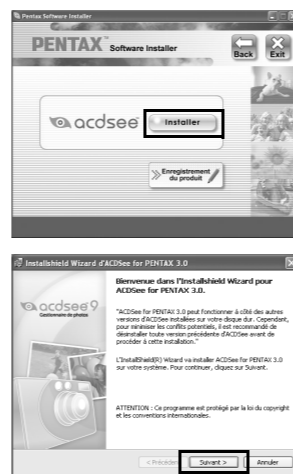 Pentax Software Installer
PENTAX™ Software Installer
Back
Exit
acdsee
Installer
Enregistrement
du produit
Installshield Wizard d'ACDSee for PENTAX 3.0
acdsee 9
Gestionnaire de photos
Bienvenue dans l'Installshield Wizard pour
ACDSee for PENTAX 3.0.
"ACDSee for PENTAX 3.0 peut fonctionner à côté des autres
versions d'ACDSee installées sur votre disque dur. Cependant,
pour minimiser les conflits potentiels, il est recommandé de
désinstaller toute version précédente d'ACDSee avant de
procéder à cette installation."
L'InstallShield(R) Wizard va installer ACDSee for PENTAX 3.0
sur votre système. Pour continuer, cliquez sur Suivant.
ATTENTION : Ce programme est protégé par la loi du copyright
et les conventions internationales.
< Précédent
Suivant >
Annuler